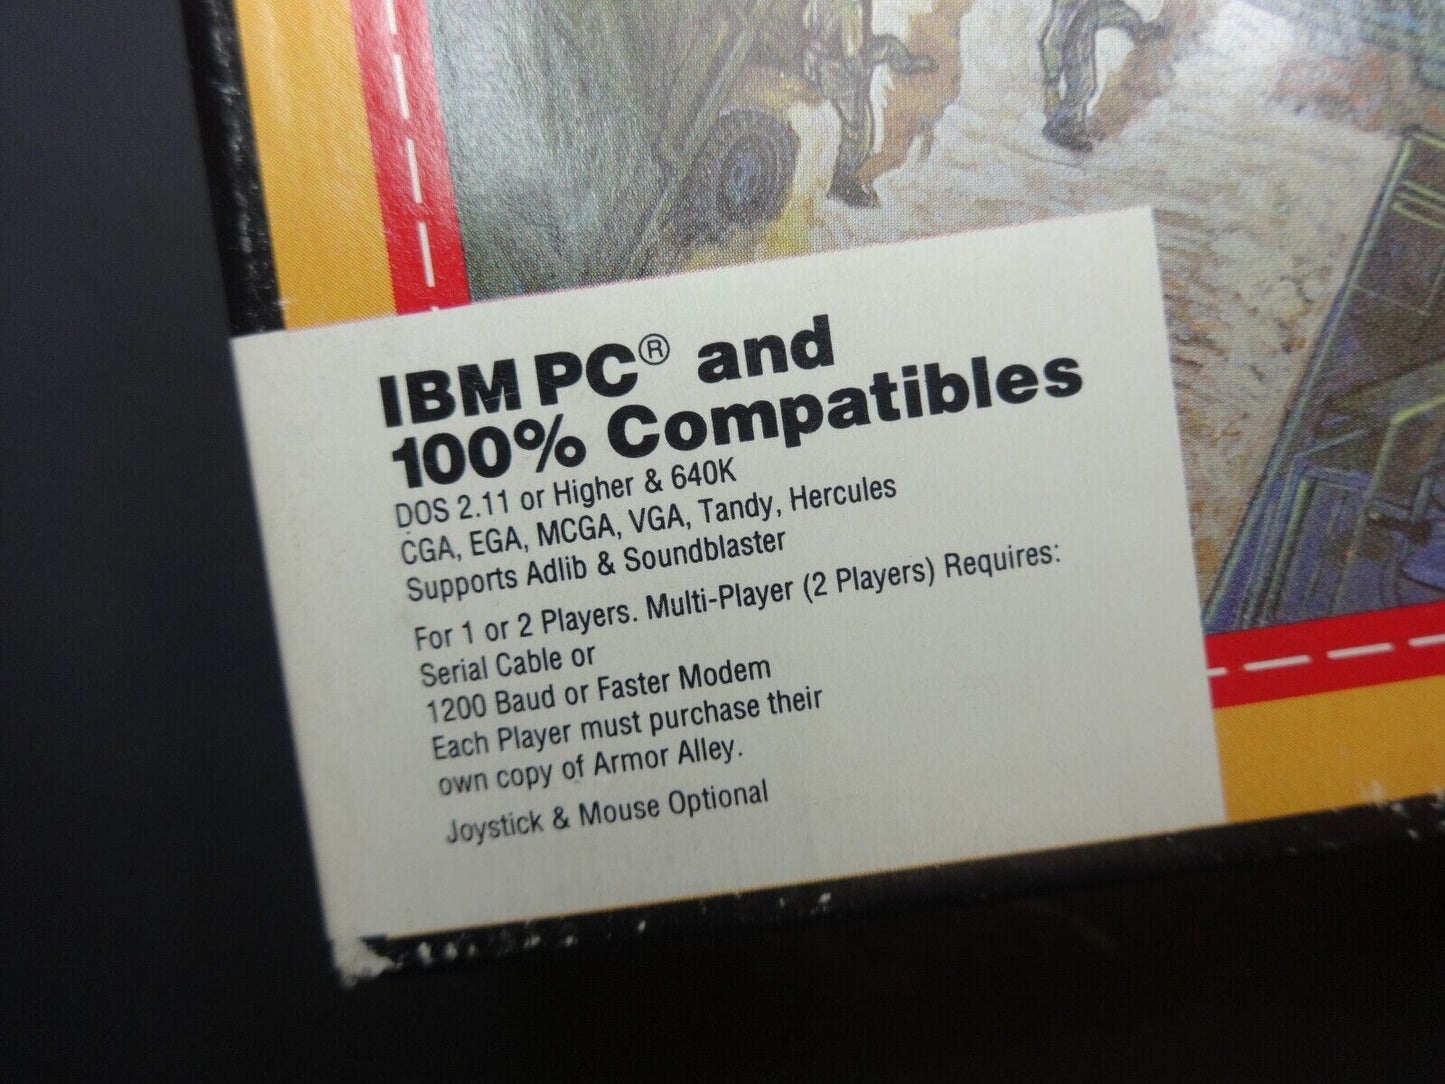 IBM PC® and
100% Compatibles
DOS 2.11 or Higher & 640K
CGA, EGA, MCGA, VGA, Tandy, Hercules
Supports Adlib & Soundblaster
For 1 or 2 Players. Multi-Player (2 Players) Requires:
Serial Cable or
1200 Baud or Faster Modem
Each Player must purchase their
own copy of Armor Alley.
Joystick & Mouse Optional